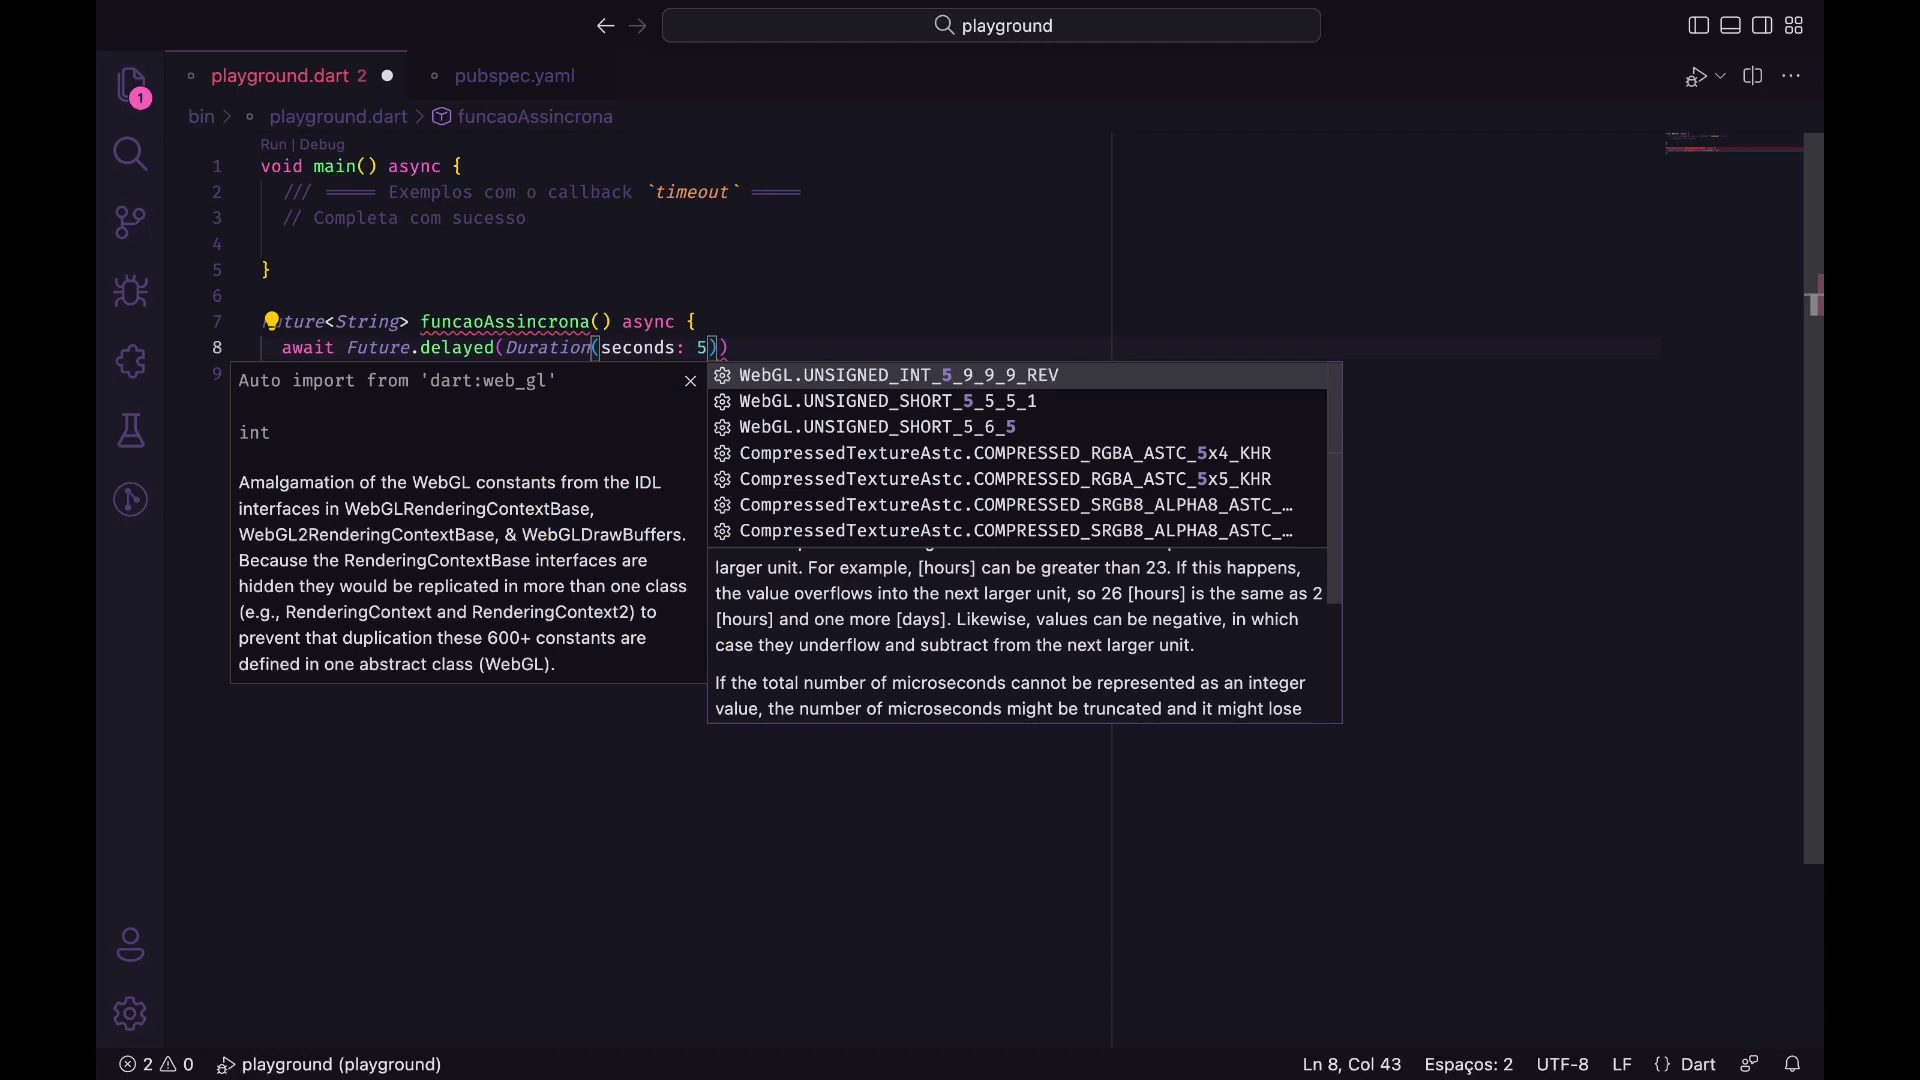 playground
playground.dart 2
pubspec.yaml
1
bin > playground.dart > funcaoAssincrona
Run | Debug
1 void main() async {
2 /// ===== Exemplos com o callback `timeout` =====
3 // Completa com sucesso
4
5 }
6
7 uture<String> funcaoAssincrona() async {
8 await Future.delayed(Duration(seconds: 5))
9
Auto import from 'dart:web_gl'
int
Amalgamation of the WebGL constants from the IDL
interfaces in WebGLRenderingContextBase,
WebGL2RenderingContextBase, & WebGLDrawBuffers.
Because the RenderingContextBase interfaces are
hidden they would be replicated in more than one class
(e.g., RenderingContext and RenderingContext2) to
prevent that duplication these 600+ constants are
defined in one abstract class (WebGL).
WebGL.UNSIGNED_INT_5_9_9_9_REV
WebGL.UNSIGNED_SHORT_5_5_5_1
WebGL.UNSIGNED_SHORT_5_6_5
CompressedTextureAstc.COMPRESSED_RGBA_ASTC_5x4_KHR
CompressedTextureAstc.COMPRESSED_RGBA_ASTC_5x5_KHR
CompressedTextureAstc.COMPRESSED_SRGB8_ALPHA8_ASTC_…
CompressedTextureAstc.COMPRESSED_SRGB8_ALPHA8_ASTC_…
larger unit. For example, [hours] can be greater than 23. If this happens,
the value overflows into the next larger unit, so 26 [hours] is the same as 2
[hours] and one more [days]. Likewise, values can be negative, in which
case they underflow and subtract from the next larger unit.
If the total number of microseconds cannot be represented as an integer
value, the number of microseconds might be truncated and it might lose
2 0 playground (playground)
Ln 8, Col 43 Espaços: 2 UTF-8 LF {} Dart